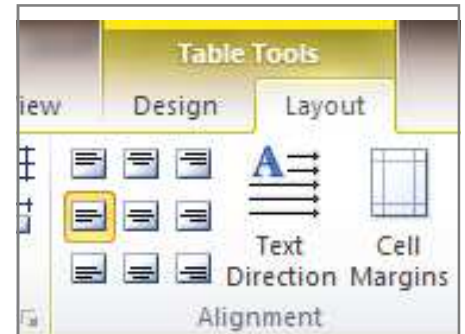 Table Tools
iew Design Layout
Text Direction
Cell Margins
Alignment